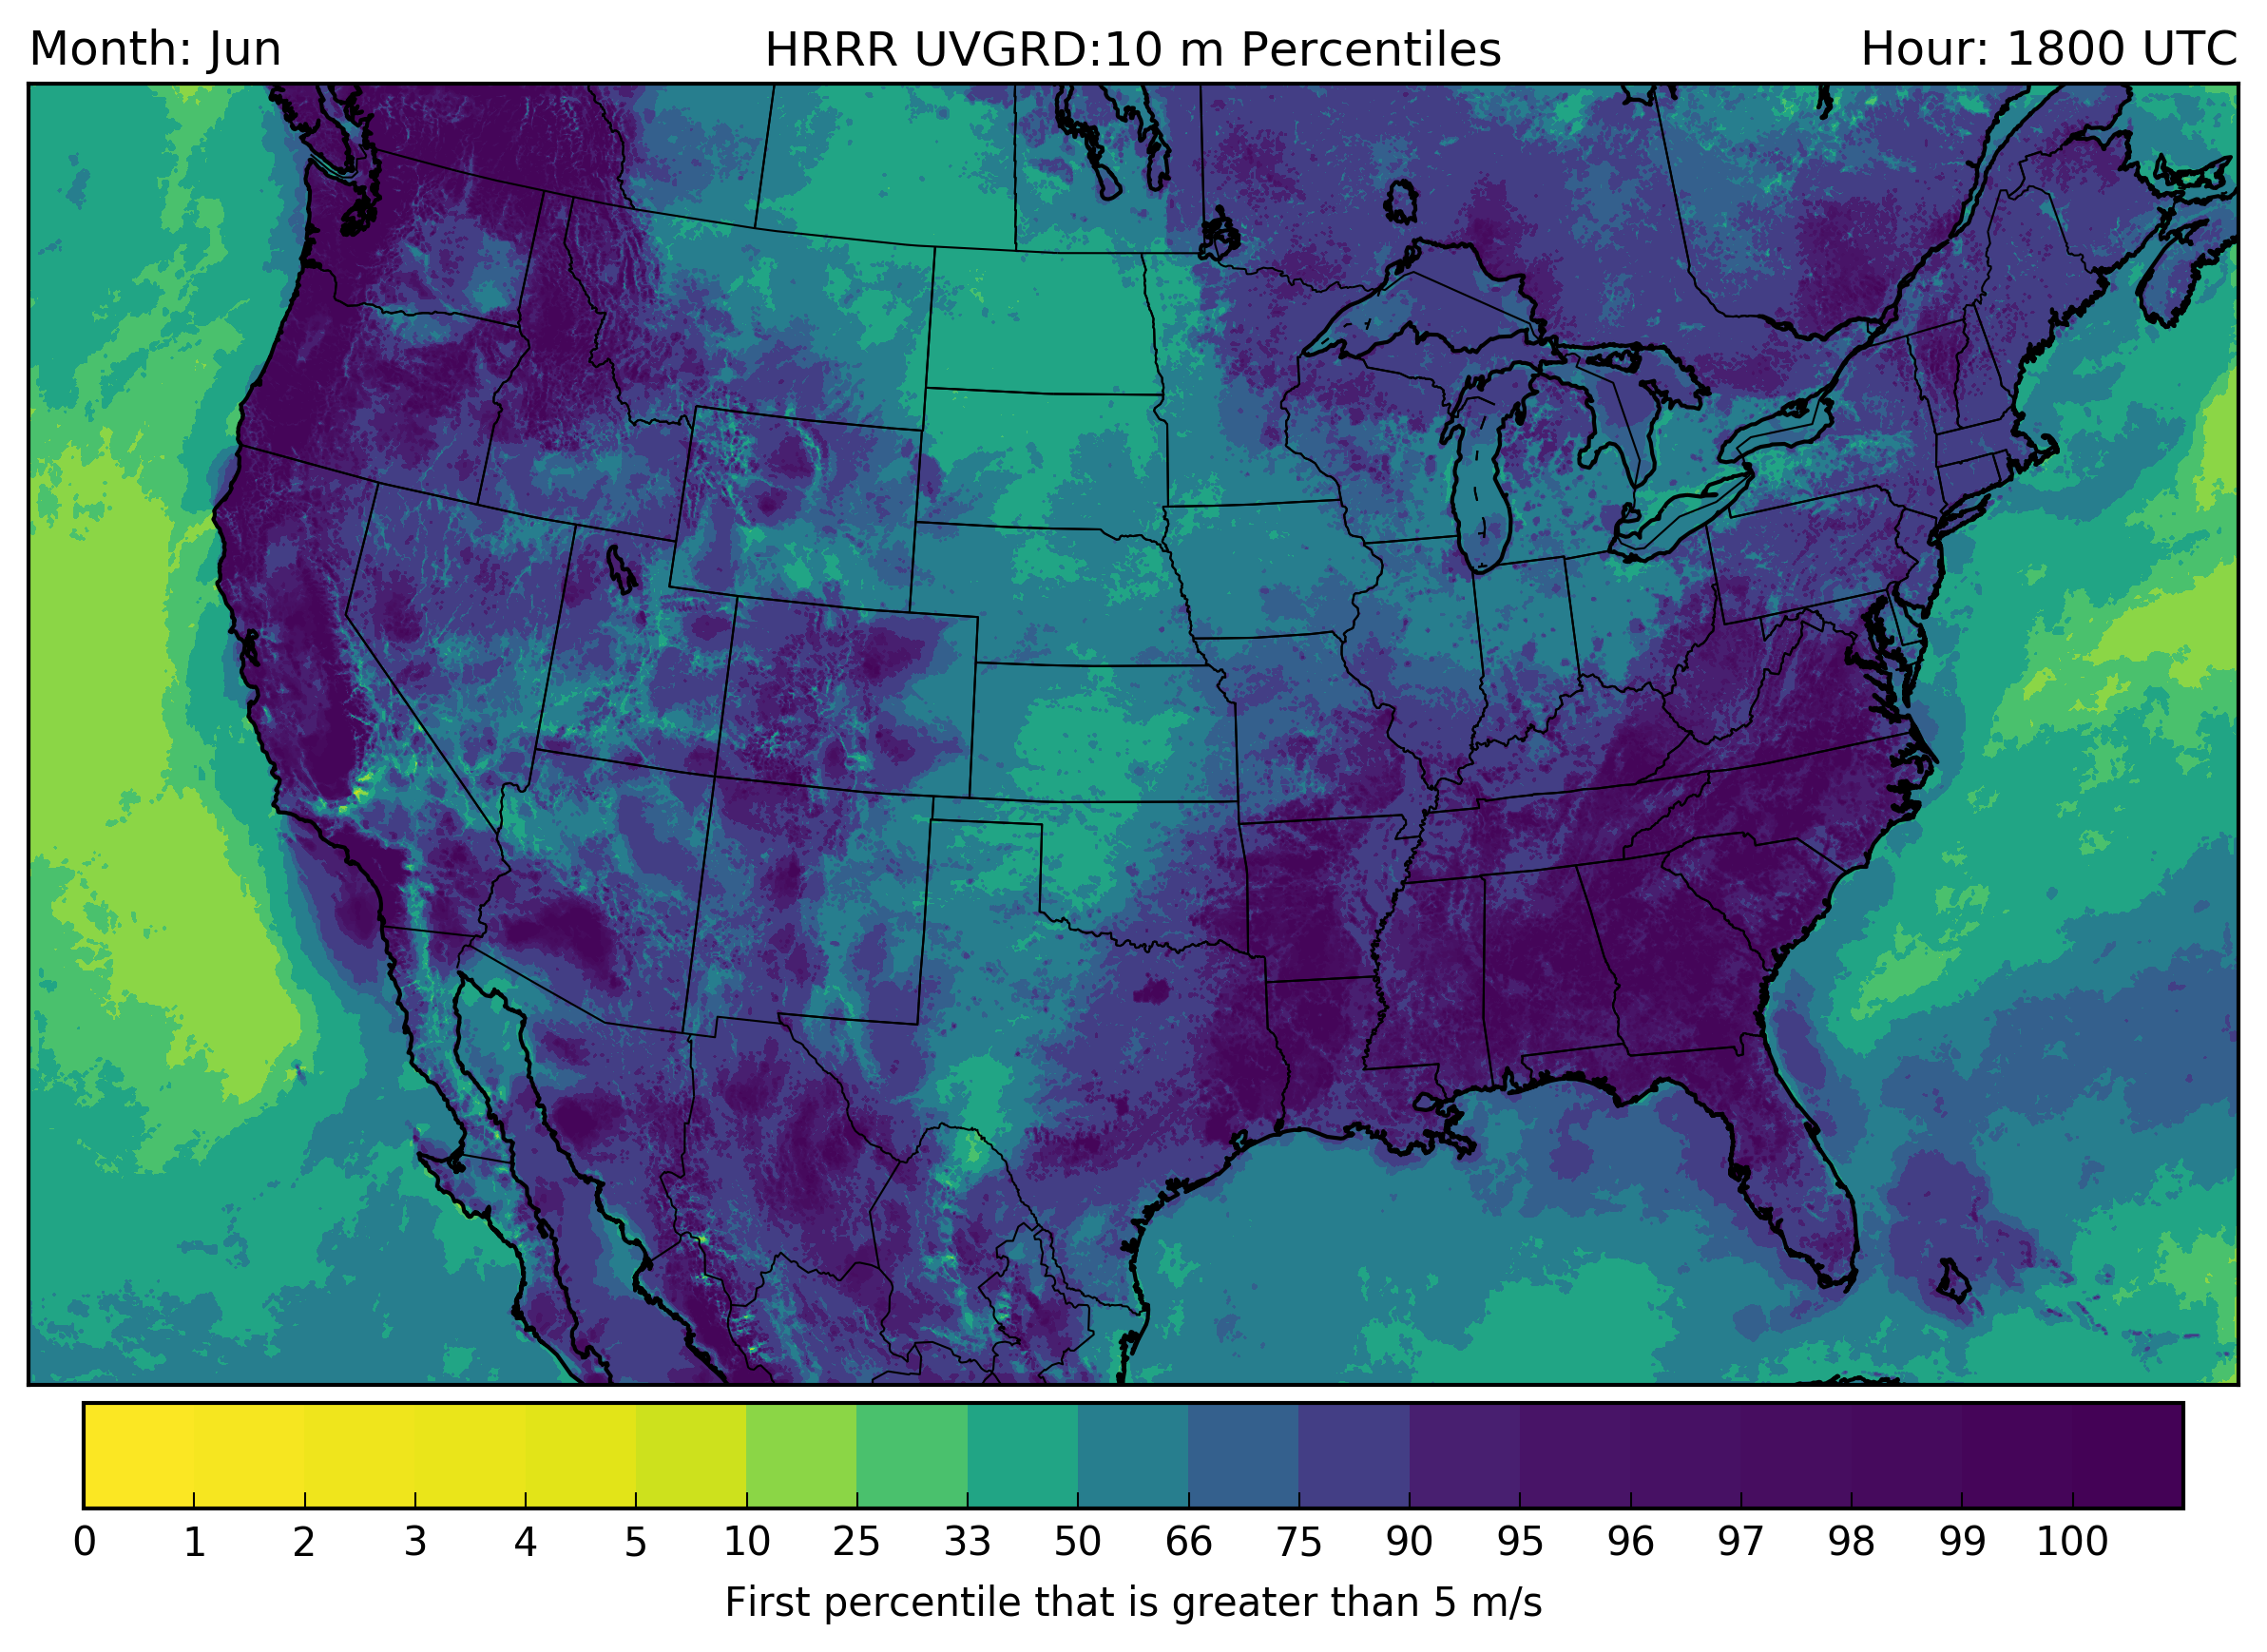 Month: Jun HRRR UVGRD:10 m Percentiles Hour: 1800 UTC
0 1 2 3 4 5 10 25 33 50 66 75 90 95 96 97 98 99 100
First percentile that is greater than 5 m/s